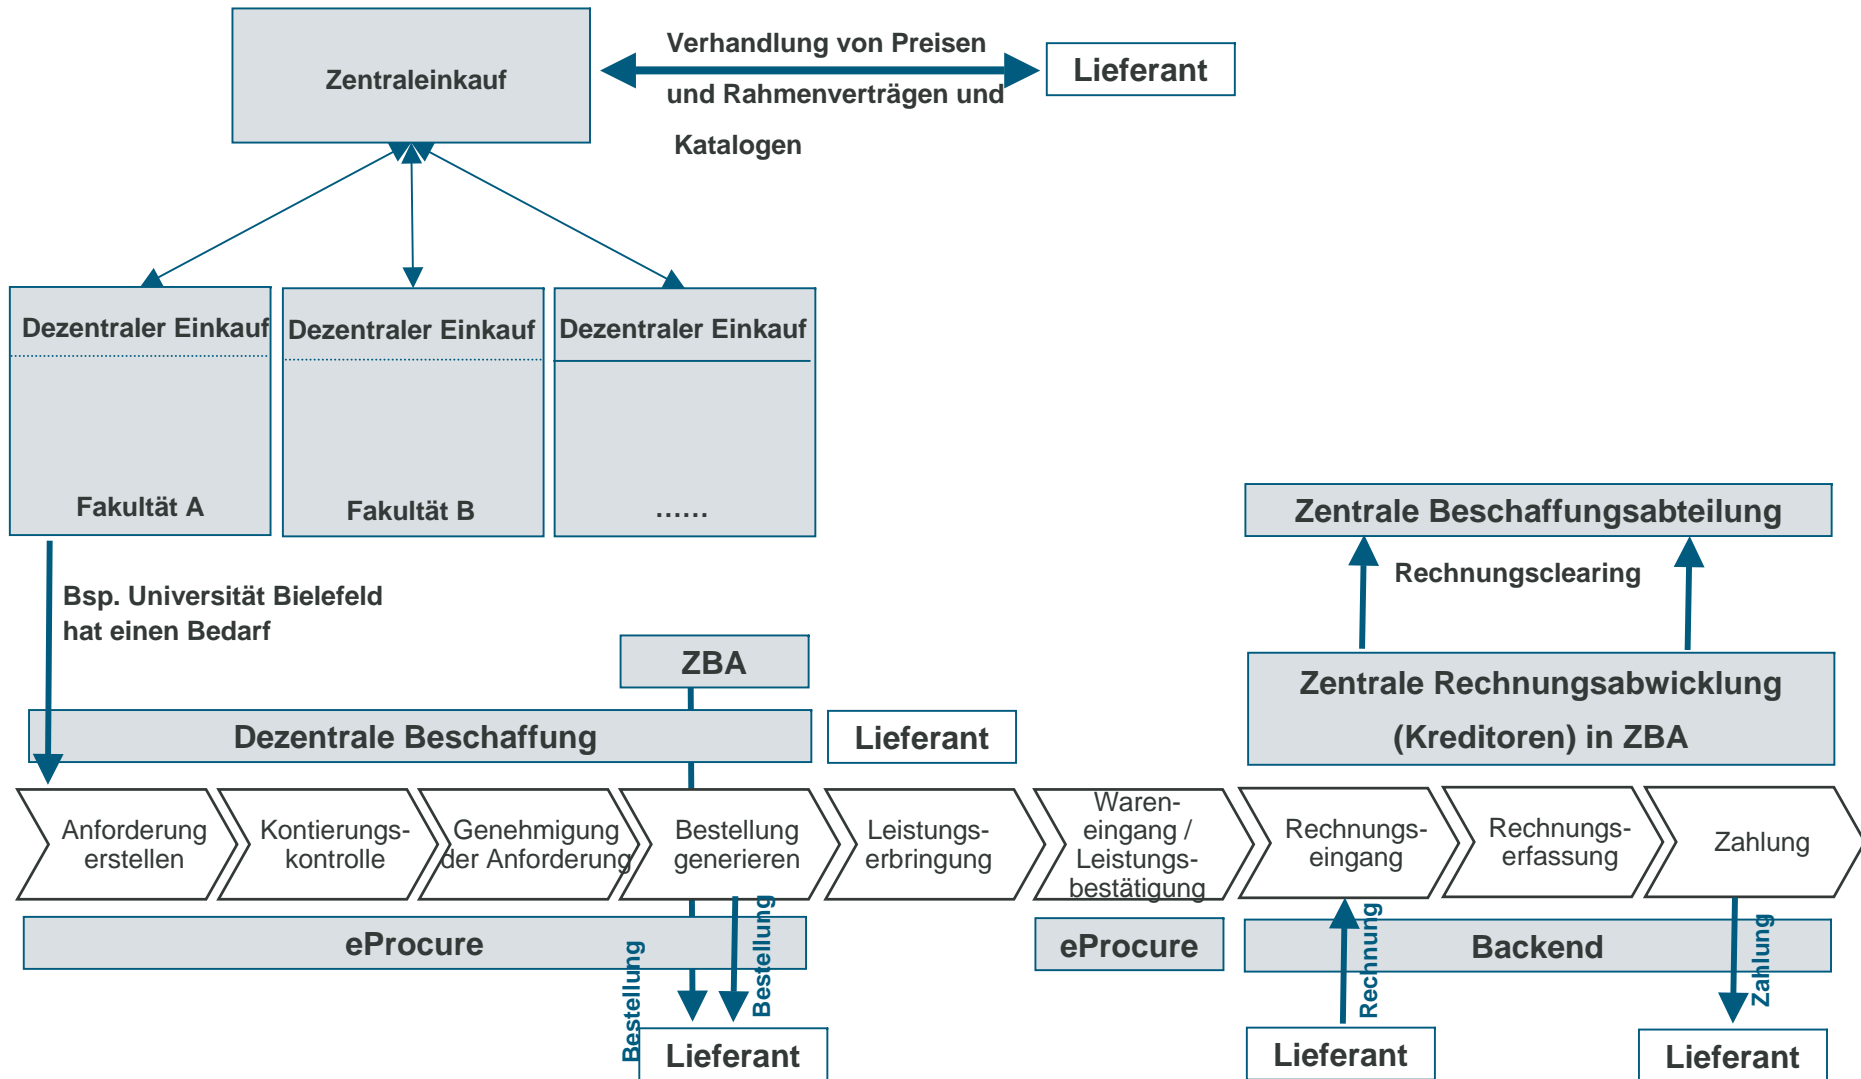 Zentraleinkauf
Verhandlung von Preisen
und Rahmenverträgen und
Katalogen
Lieferant
Dezentraler Einkauf
Fakultät A
Dezentraler Einkauf
Fakultät B
Dezentraler Einkauf
......
Bsp. Universität Bielefeld
hat einen Bedarf
Zentrale Beschaffungsabteilung
Rechnungsclearing
Zentrale Rechnungsabwicklung
(Kreditoren) in ZBA
ZBA
Dezentrale Beschaffung
Lieferant
Anforderung
erstellen
Kontierungs-
kontrolle
Genehmigung
der Anforderung
Bestellung
generieren
Leistungs-
erbringung
Waren-
eingang /
Leistungs-
bestätigung
Rechnungs-
eingang
Rechnungs-
erfassung
Zahlung
eProcure
eProcure
Backend
Bestellung
Bestellung
Rechnung
Zahlung
Lieferant
Lieferant
Lieferant